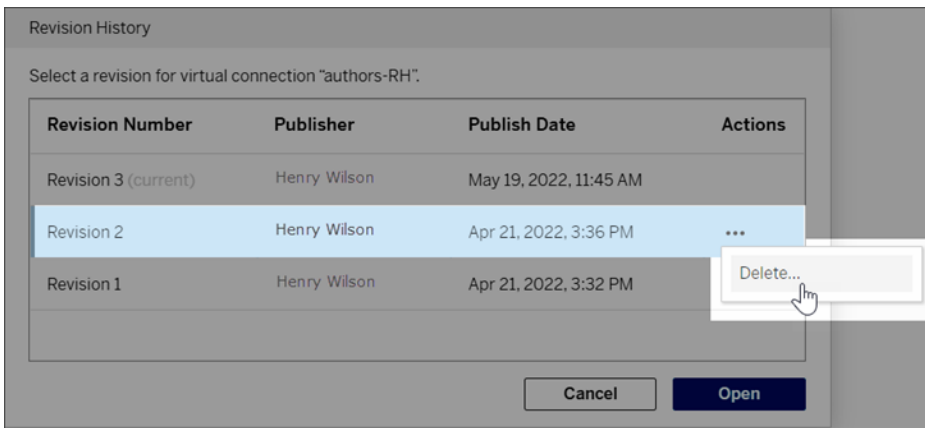 Revision History
Select a revision for virtual connection “authors-RH”.
Revision Number Publisher Publish Date Actions
Revision 3 (current) Henry Wilson May 19, 2022, 11:45 AM
Revision 2 Henry Wilson Apr 21, 2022, 3:36 PM •••
Delete...
Revision 1 Henry Wilson Apr 21, 2022, 3:32 PM
Cancel Open